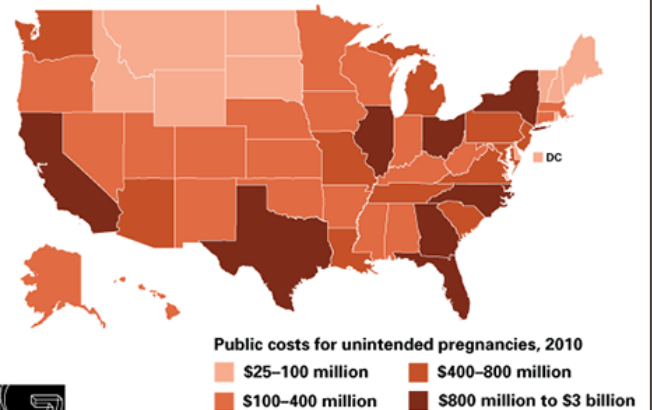 DC
Public costs for unintended pregnancies, 2010
$25–100 million
$400–800 million
$100–400 million
$800 million to $3 billion